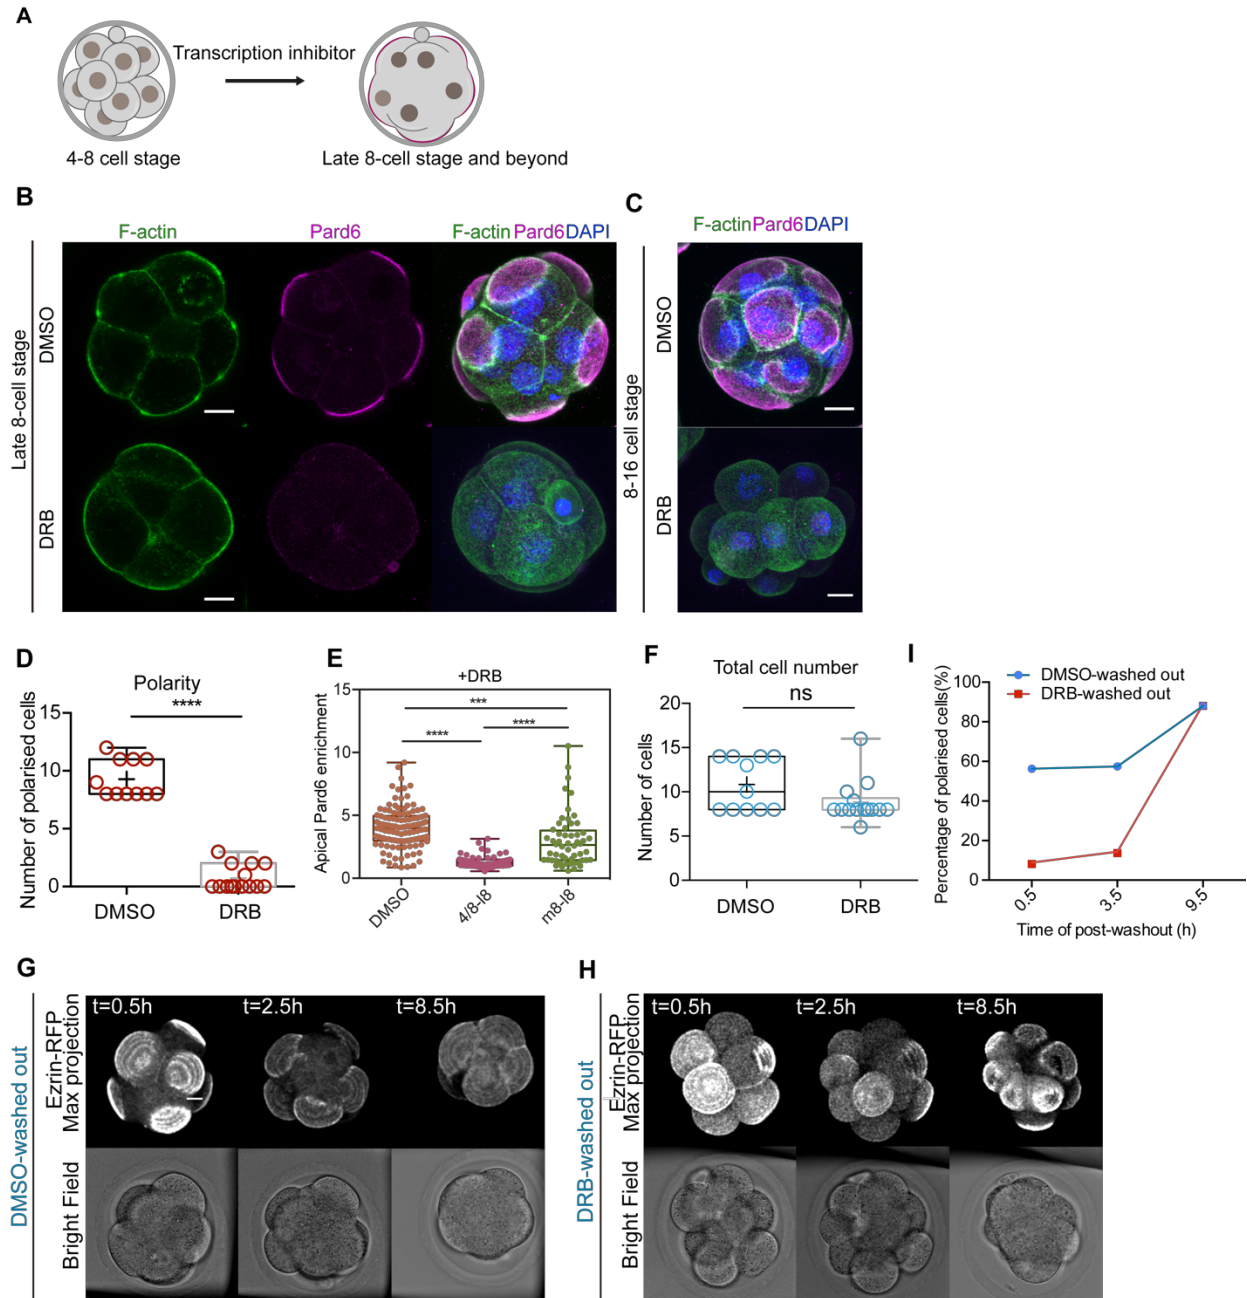 A
Transcription inhibitor
4-8 cell stage
Late 8-cell stage and beyond
B
F-actin
Pard6
F-actin Pard6 DAPI
Late 8-cell stage
DMSO
DRB
C
F-actin Pard6 DAPI
8-16 cell stage
DMSO
DRB
D
Polarity
****
Number of polarised cells
15
10
5
0
DMSO
DRB
E
+DRB
***
****
****
Apical Pard6 enrichment
15
10
5
0
DMSO
4/8-l8
m8-l8
F
Total cell number
ns
Number of cells
20
15
10
5
0
DMSO
DRB
I
DMSO-washed out
DRB-washed out
Percentage of polarised cells(%)
100
80
60
40
20
0
0.5
3.5
9.5
Time of post-washout (h)
G
DMSO-washed out
Ezrin-RFP
Max projection
t=0.5h
t=2.5h
t=8.5h
Bright Field
H
DRB-washed out
Ezrin-RFP
Max projection
t=0.5h
t=2.5h
t=8.5h
Bright Field